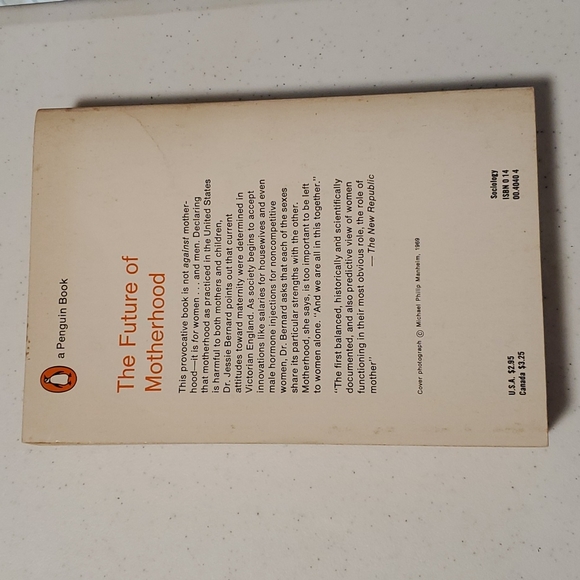 a Penguin Book
The Future of
Motherhood
This provocative book is not against mother-
hood—it is for women . . . and men. Declaring
that motherhood as practiced in the United States
is harmful to both mothers and children,
Dr. Jessie Bernard points out that current
attitudes toward maternity were determined in
Victorian England. As society begins to accept
innovations like salaries for housewives and even
male hormone injections for noncompetitive
women, Dr. Bernard asks that each of the sexes
share its particular strengths with the other.
Motherhood, she says, is too important to be left
to women alone. "And we are all in this together."
"The first balanced, historically and scientifically
documented, and also predictive view of women
functioning in their most obvious role, the role of
mother"
— The New Republic
Cover photograph © Michael Philip Manheim, 1969
U.S.A. $2.95
Canada $3.25
Sociology
ISBN 0 14
00.4040 4